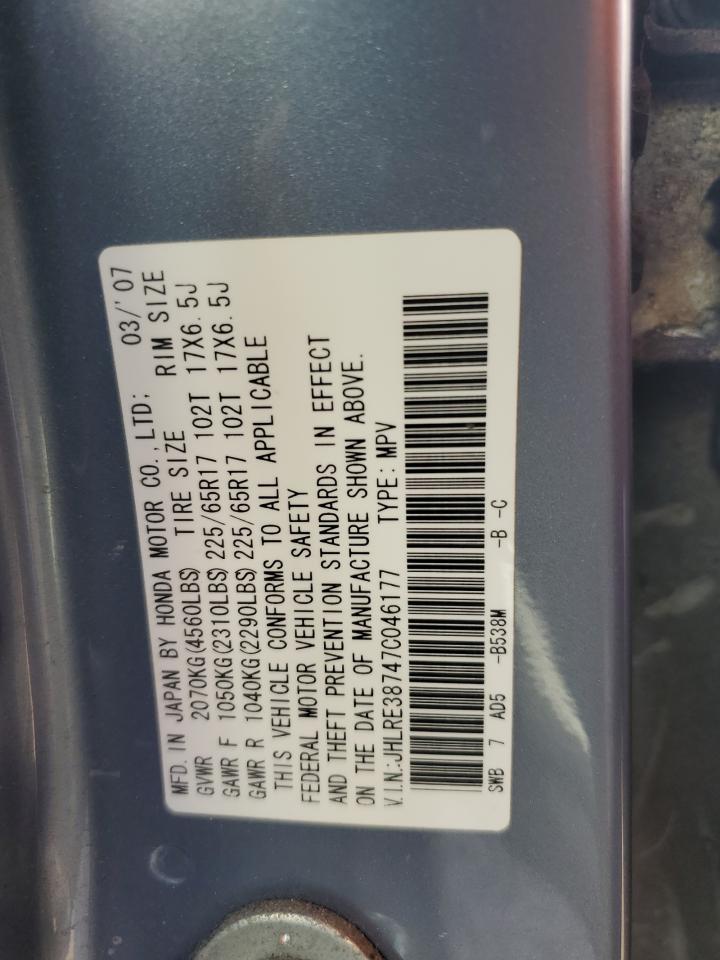 MFD. IN JAPAN BY HONDA MOTOR CO., LTD; 03/'07
GVWR 2070KG(4560LBS) TIRE SIZE RIM SIZE
GAWR F 1050KG(2310LBS)225/65R17 102T 17X6.5J
GAWR R 1040KG(2290LBS)225/65R17 102T 17X6.5J
THIS VEHICLE CONFORMS TO ALL APPLICABLE
FEDERAL MOTOR VEHICLE SAFETY
AND THEFT PREVENTION STANDARDS IN EFFECT
ON THE DATE OF MANUFACTURE SHOWN ABOVE.
V.I.N.:JHLRE38747C046177 TYPE: MPV
SWB 7 AD5 -B538M -B -C